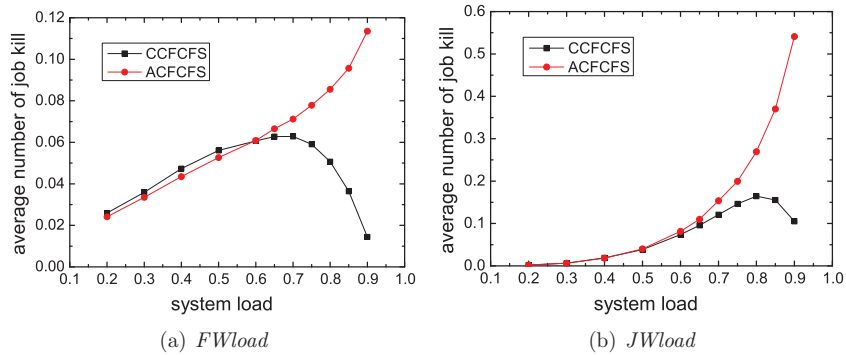 0.12
0.10
0.08
0.06
0.04
0.02
0.00
average number of job kill
CCFCFS
ACFCFS
0.1 0.2 0.3 0.4 0.5 0.6 0.7 0.8 0.9 1.0
system load
(a) FWload
0.6
0.5
0.4
0.3
0.2
0.1
0.0
average number of job kill
CCFCFS
ACFCFS
0.1 0.2 0.3 0.4 0.5 0.6 0.7 0.8 0.9 1.0
system load
(b) JWload